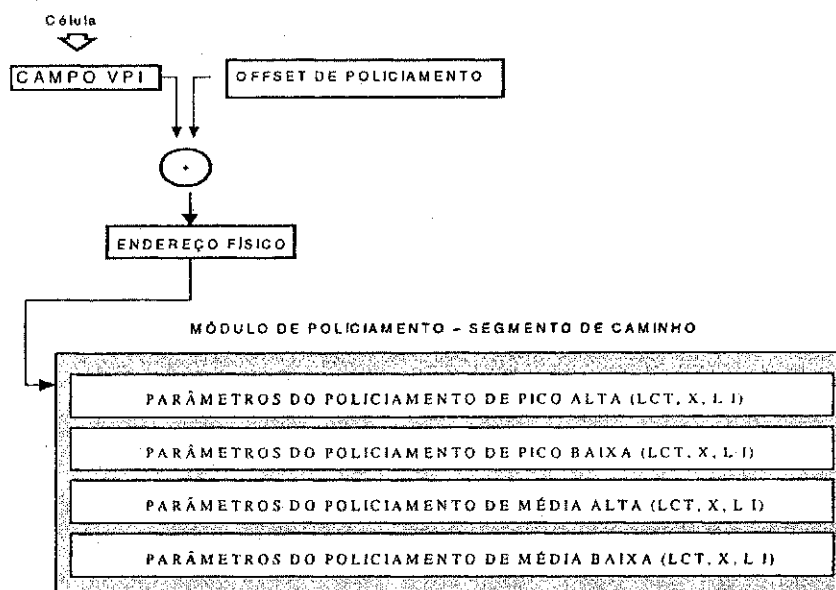 Célula
CAMPO VPI
OFFSET DE POLICIAMENTO
+
ENDEREÇO FÍSICO
MÓDULO DE POLICIAMENTO - SEGMENTO DE CAMINHO
PARÂMETROS DO POLICIAMENTO DE PICO ALTA (LCT, X, L I)
PARÂMETROS DO POLICIAMENTO DE PICO BAIXA (LCT, X, L I)
PARÂMETROS DO POLICIAMENTO DE MÉDIA ALTA (LCT, X, L I)
PARÂMETROS DO POLICIAMENTO DE MÉDIA BAIXA (LCT, X, L I)